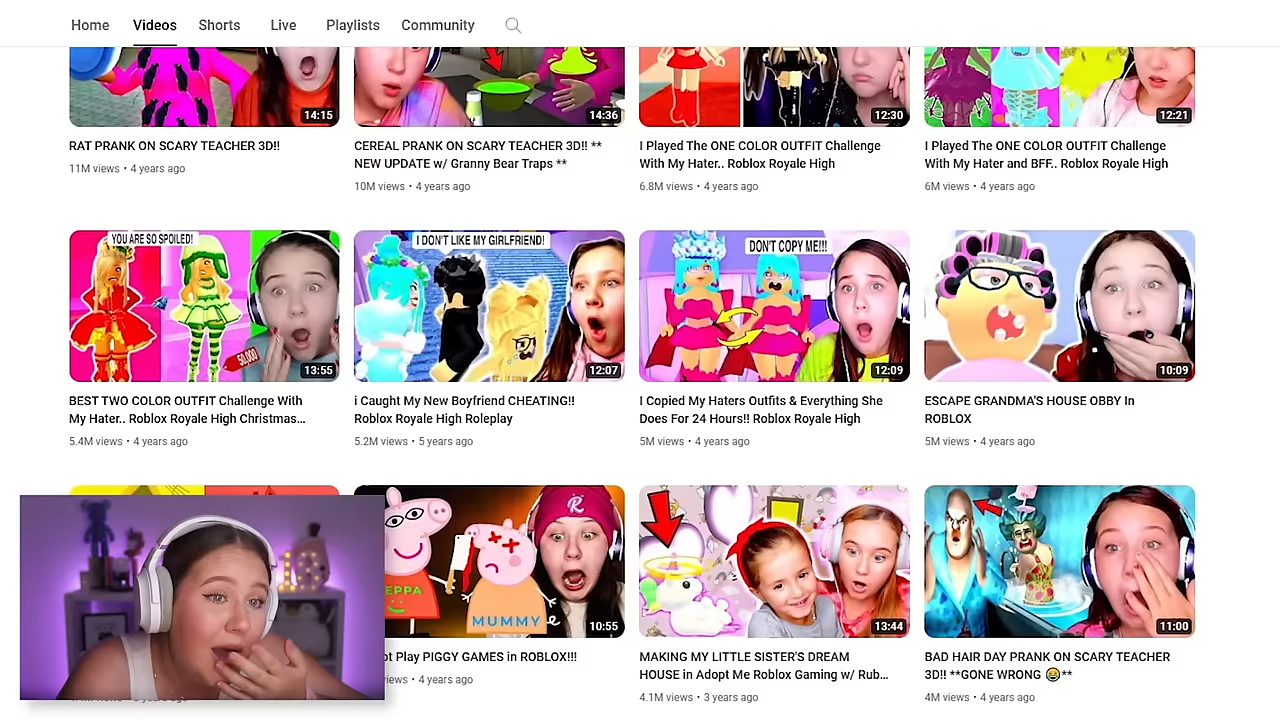 Home Videos Shorts Live Playlists Community
14:15
14:36
12:30
12:21
RAT PRANK ON SCARY TEACHER 3D!!
11M views • 4 years ago
CEREAL PRANK ON SCARY TEACHER 3D!! **
NEW UPDATE w/ Granny Bear Traps **
10M views • 4 years ago
I Played The ONE COLOR OUTFIT Challenge
With My Hater.. Roblox Royale High
6.8M views • 4 years ago
I Played The ONE COLOR OUTFIT Challenge
With My Hater and BFF.. Roblox Royale High
6M views • 4 years ago
YOU ARE SO SPOILED!
50,000
13:55
I DON'T LIKE MY GIRLFRIEND!
12:07
DON'T COPY ME!!!
12:09
10:09
BEST TWO COLOR OUTFIT Challenge With
My Hater.. Roblox Royale High Christmas...
5.4M views • 4 years ago
i Caught My New Boyfriend CHEATING!!
Roblox Royale High Roleplay
5.2M views • 5 years ago
I Copied My Haters Outfits & Everything She
Does For 24 Hours!! Roblox Royale High
5M views • 4 years ago
ESCAPE GRANDMA'S HOUSE OBBY In
ROBLOX
5M views • 4 years ago
EPPA
MUMMY
R
10:55
13:44
11:00
ot Play PIGGY GAMES in ROBLOX!!!
iews • 4 years ago
MAKING MY LITTLE SISTER'S DREAM
HOUSE in Adopt Me Roblox Gaming w/ Rub...
4.1M views • 3 years ago
BAD HAIR DAY PRANK ON SCARY TEACHER
3D!! **GONE WRONG 😂**
4M views • 4 years ago